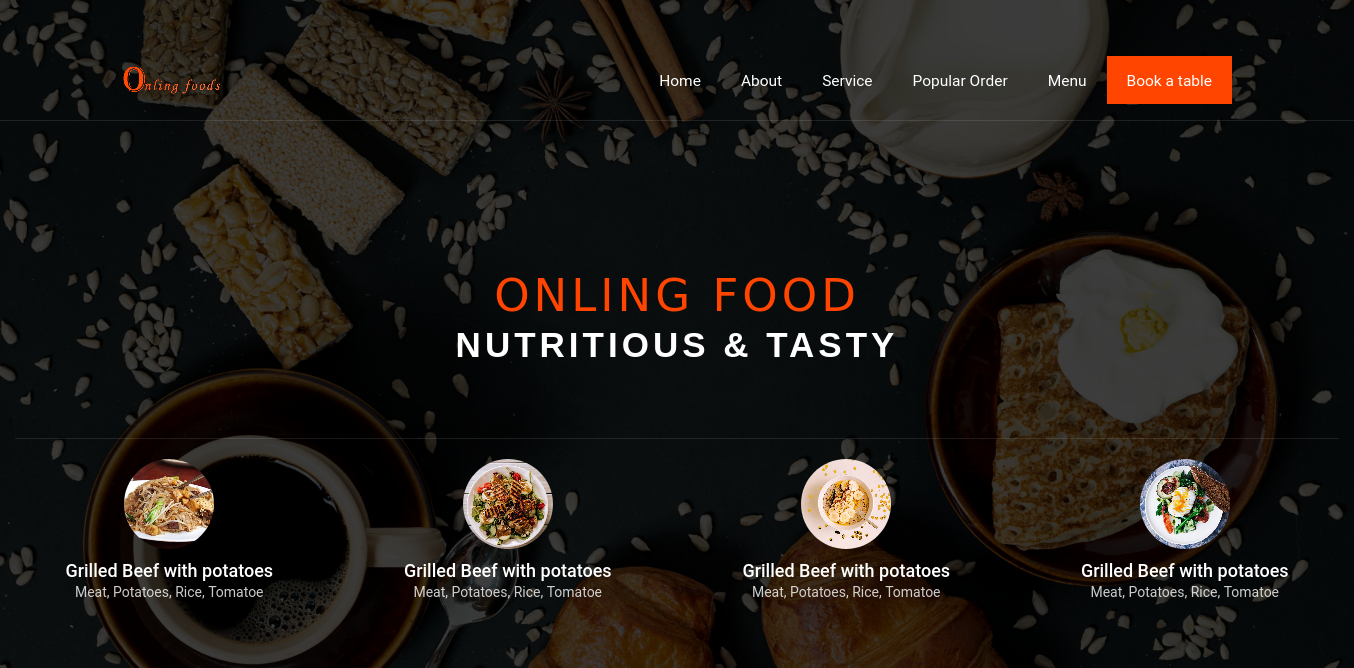 Onling foods
Home About Service Popular Order Menu Book a table
ONLING FOOD
NUTRITIOUS & TASTY
Grilled Beef with potatoes Grilled Beef with potatoes Grilled Beef with potatoes Grilled Beef with potatoes
Meat, Potatoes, Rice, Tomatoe Meat, Potatoes, Rice, Tomatoe Meat, Potatoes, Rice, Tomatoe Meat, Potatoes, Rice, Tomatoe